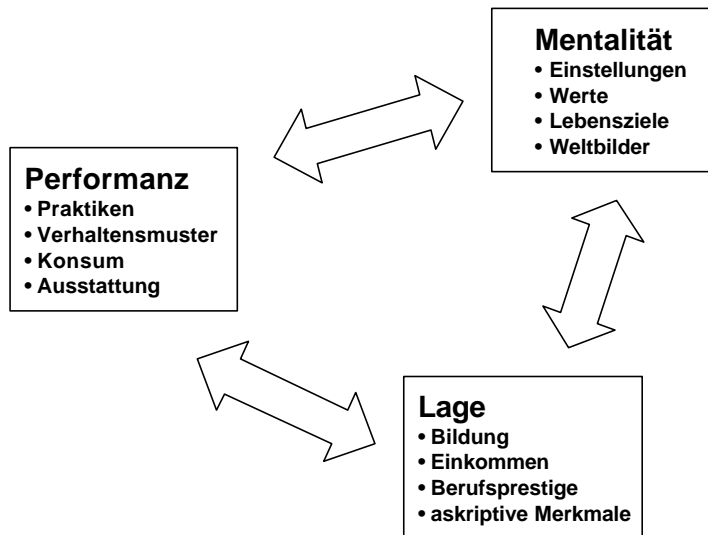 Mentalität
• Einstellungen
• Werte
• Lebensziele
• Weltbilder
Performanz
• Praktiken
• Verhaltensmuster
• Konsum
• Ausstattung
Lage
• Bildung
• Einkommen
• Berufsprestige
• askriptive Merkmale